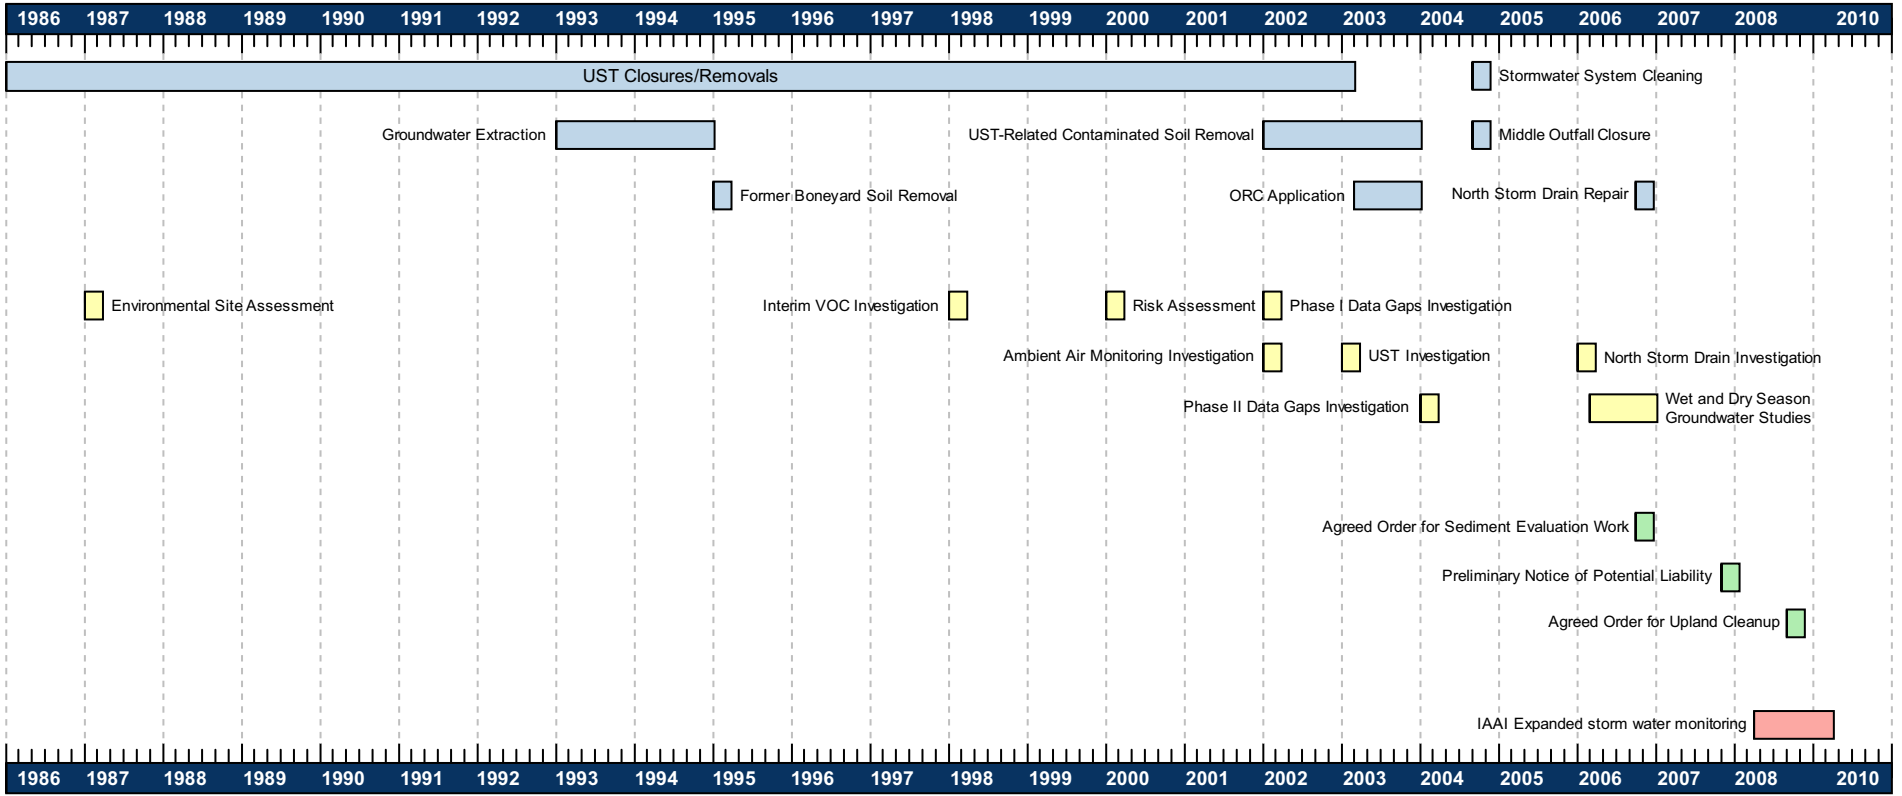 1986 1987 1988 1989 1990 1991 1992 1993 1994 1995 1996 1997 1998 1999 2000 2001 2002 2003 2004 2005 2006 2007 2008 2010
UST Closures/Removals
Stormwater System Cleaning
Groundwater Extraction
UST-Related Contaminated Soil Removal
Middle Outfall Closure
Former Boneyard Soil Removal
ORC Application
North Storm Drain Repair
Environmental Site Assessment
Interim VOC Investigation
Risk Assessment
Phase I Data Gaps Investigation
Ambient Air Monitoring Investigation
UST Investigation
North Storm Drain Investigation
Phase II Data Gaps Investigation
Wet and Dry Season
Groundwater Studies
Agreed Order for Sediment Evaluation Work
Preliminary Notice of Potential Liability
Agreed Order for Upland Cleanup
IAAI Expanded storm water monitoring
1986 1987 1988 1989 1990 1991 1992 1993 1994 1995 1996 1997 1998 1999 2000 2001 2002 2003 2004 2005 2006 2007 2008 2010